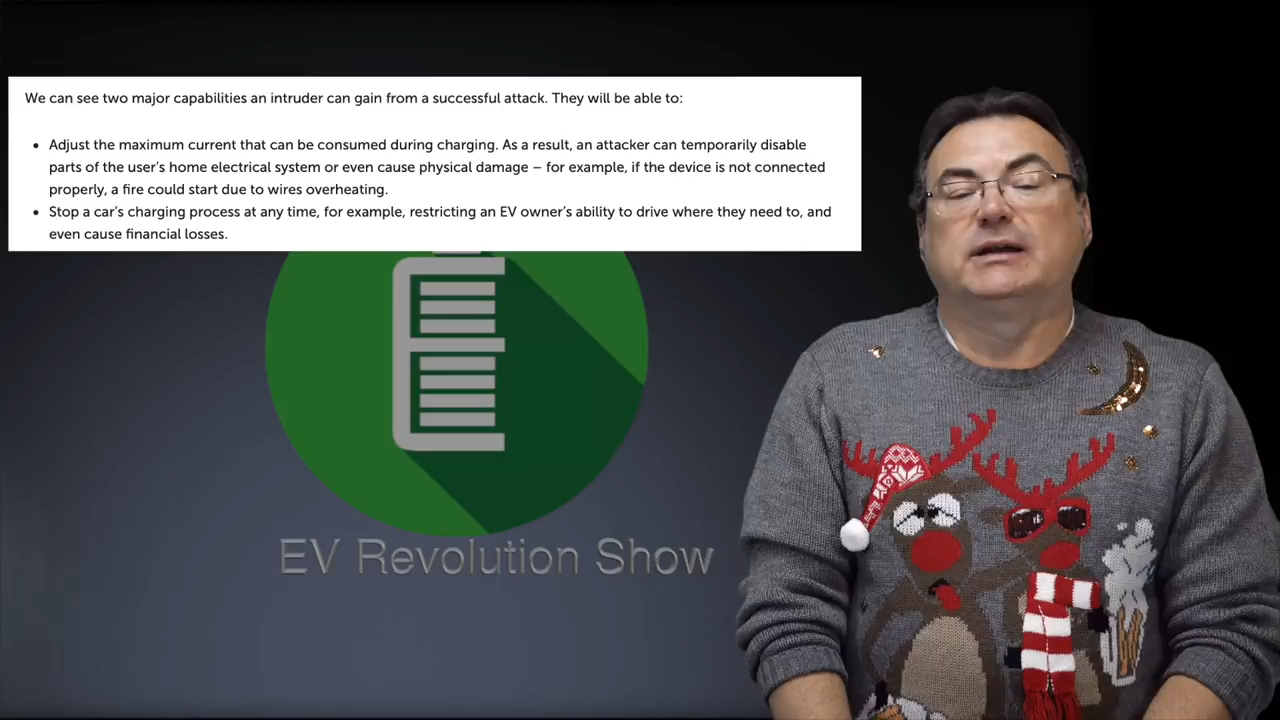 We can see two major capabilities an intruder can gain from a successful attack. They will be able to:
• Adjust the maximum current that can be consumed during charging. As a result, an attacker can temporarily disable
parts of the user’s home electrical system or even cause physical damage – for example, if the device is not connected
properly, a fire could start due to wires overheating.
• Stop a car’s charging process at any time, for example, restricting an EV owner’s ability to drive where they need to, and
even cause financial losses.
EV Revolution Show